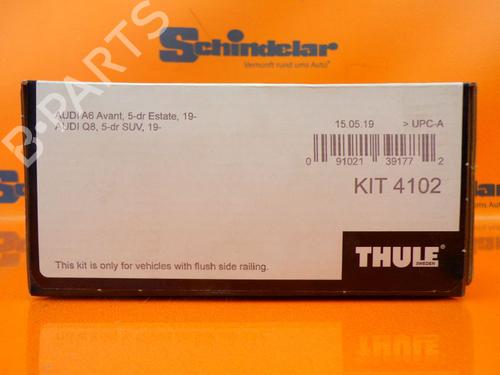 Schindelar
Vernunft rund ums Auto
B-PARTS
AUDI A6 Avant, 5-dr Estate, 19-
AUDI Q8, 5-dr SUV, 19-
15.05.19 > UPC-A
0 91021 39177 2
KIT 4102
THULE
SWEDEN
This kit is only for vehicles with flush side railing.